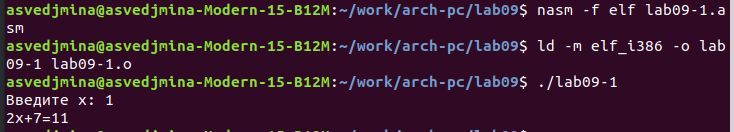 asvedjmina@asvedjmina-Modern-15-B12M:~/work/arch-pc/lab09$ nasm -f elf lab09-1.a
sm
asvedjmina@asvedjmina-Modern-15-B12M:~/work/arch-pc/lab09$ ld -m elf_i386 -o lab
09-1 lab09-1.o
asvedjmina@asvedjmina-Modern-15-B12M:~/work/arch-pc/lab09$ ./lab09-1
Введите x: 1
2x+7=11